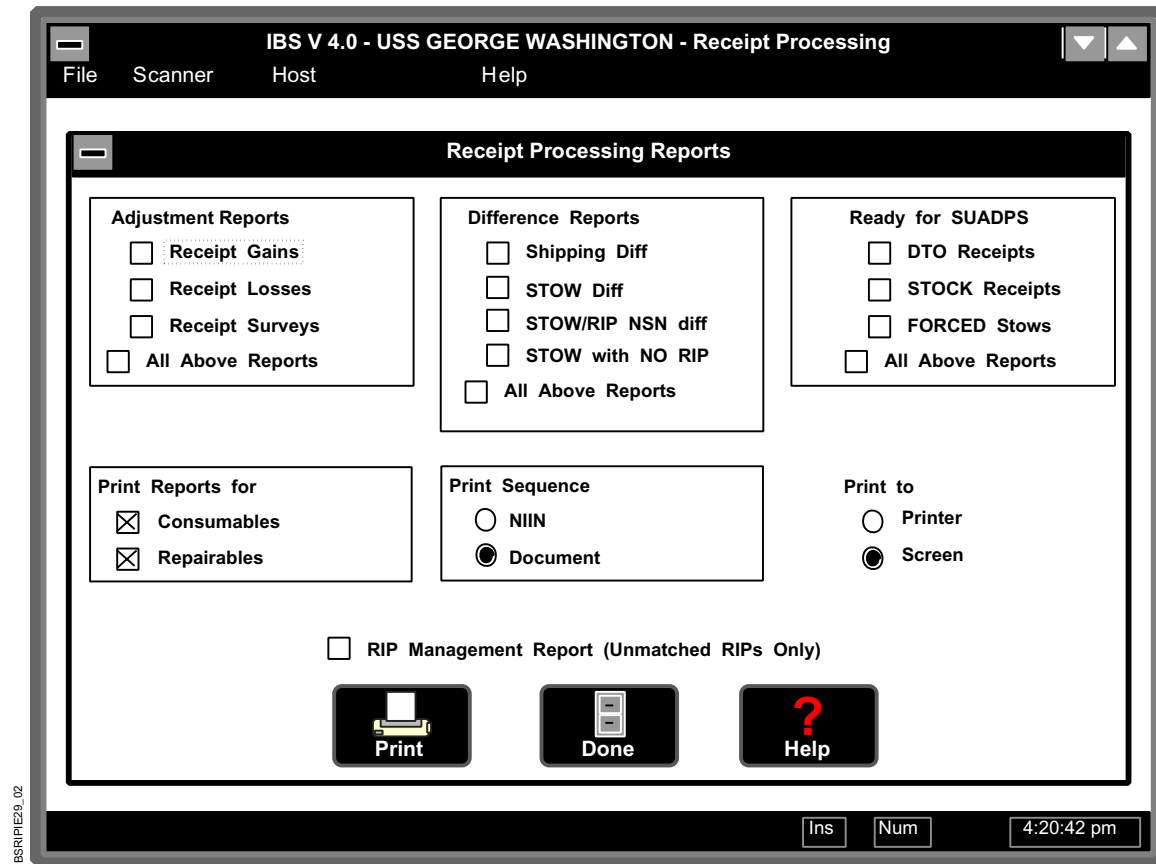 IBS V 4.0 - USS GEORGE WASHINGTON - Receipt Processing
File Scanner Host Help
Receipt Processing Reports
Adjustment Reports
Receipt Gains
Receipt Losses
Receipt Surveys
All Above Reports
Difference Reports
Shipping Diff
STOW Diff
STOW/RIP NSN diff
STOW with NO RIP
All Above Reports
Ready for SUADPS
DTO Receipts
STOCK Receipts
FORCED Stows
All Above Reports
Print Reports for
Consumables
Repairables
Print Sequence
NIIN
Document
Print to
Printer
Screen
RIP Management Report (Unmatched RIPs Only)
Print
Done
?
Help
Ins
Num
4:20:42 pm
BSRIPIE29_02